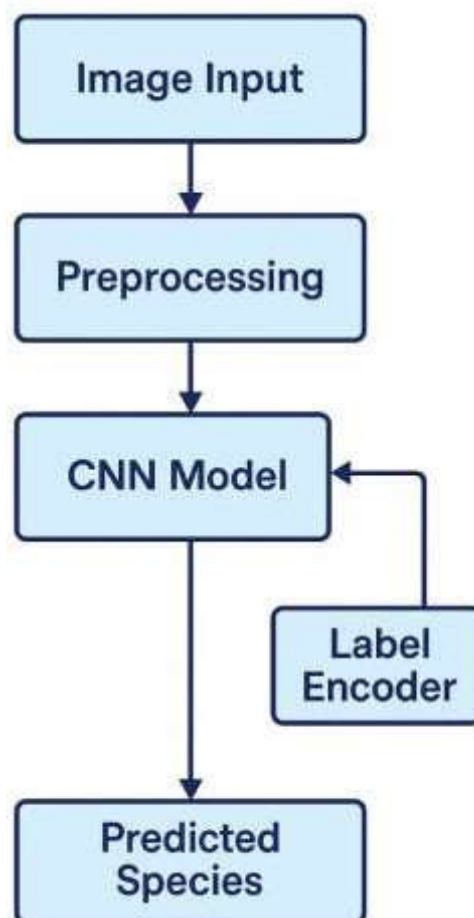 Image Input
Preprocessing
CNN Model
Label
Encoder
Predicted
Species